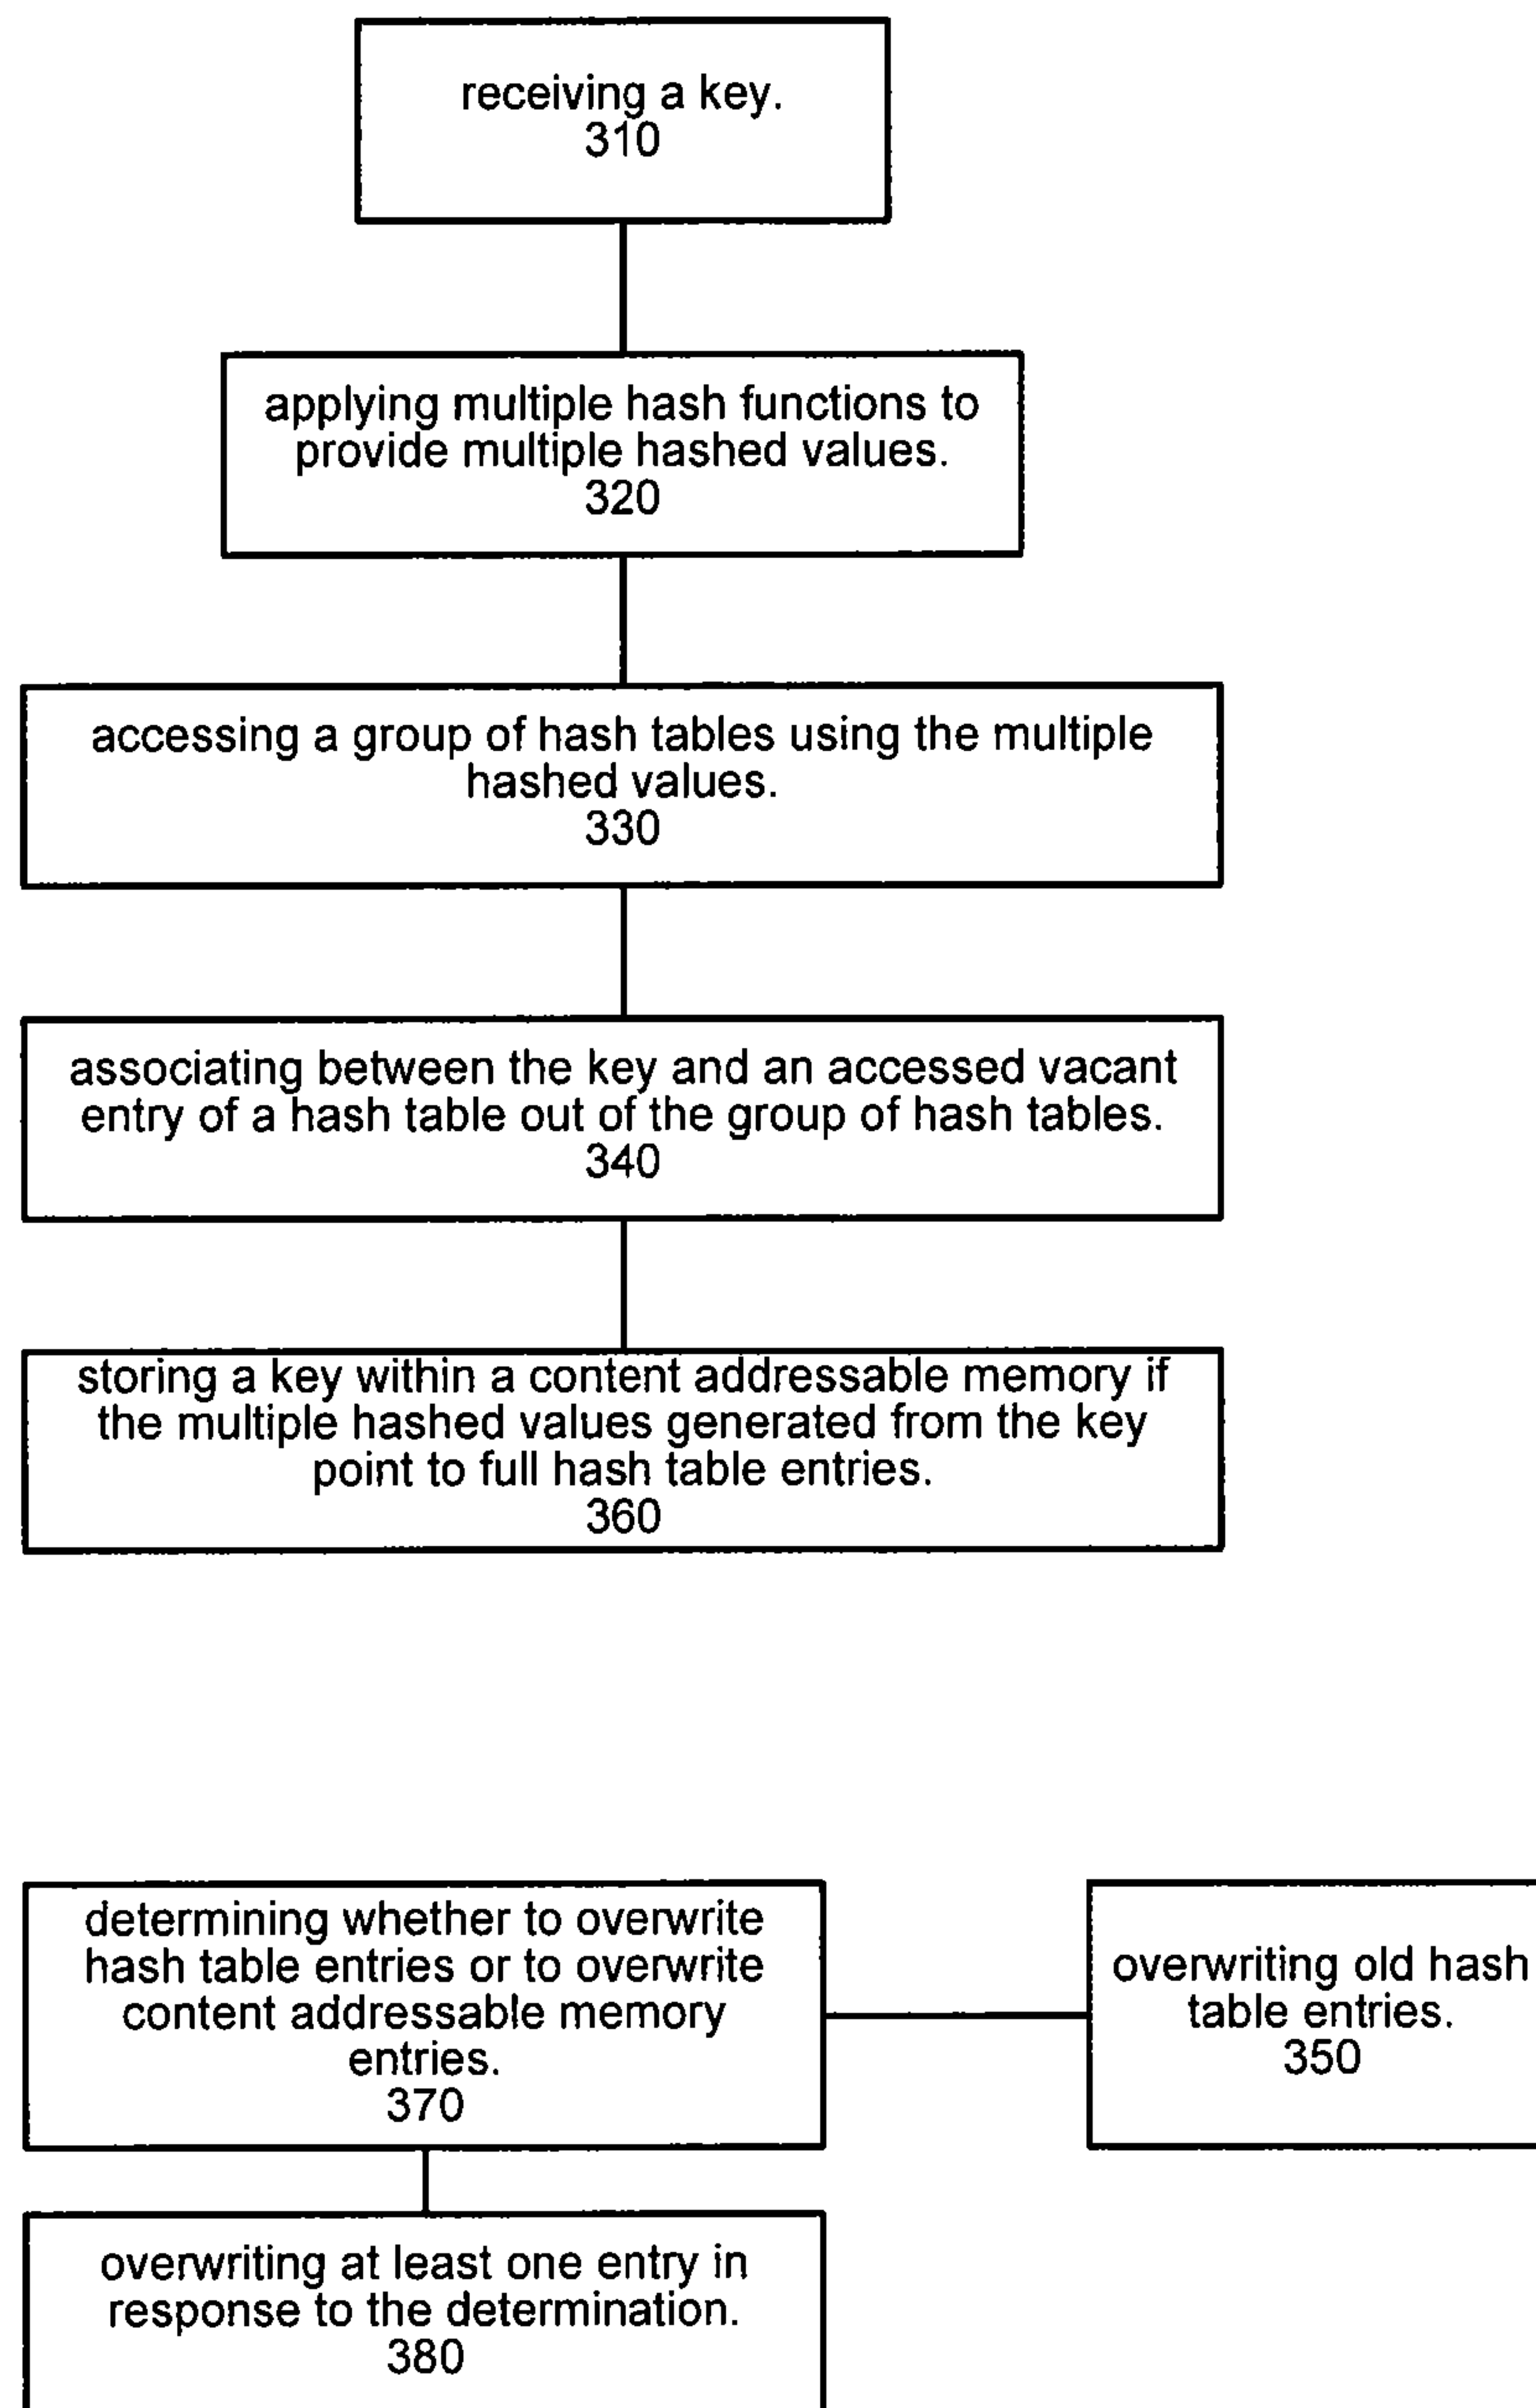 receiving a key.
310
applying multiple hash functions to
provide multiple hashed values.
320
accessing a group of hash tables using the multiple
hashed values.
330
associating between the key and an accessed vacant
entry of a hash table out of the group of hash tables.
340
storing a key within a content addressable memory if
the multiple hashed values generated from the key
point to full hash table entries.
360
determining whether to overwrite
hash table entries or to overwrite
content addressable memory
entries.
370
overwriting old hash
table entries.
350
overwriting at least one entry in
response to the determination.
380